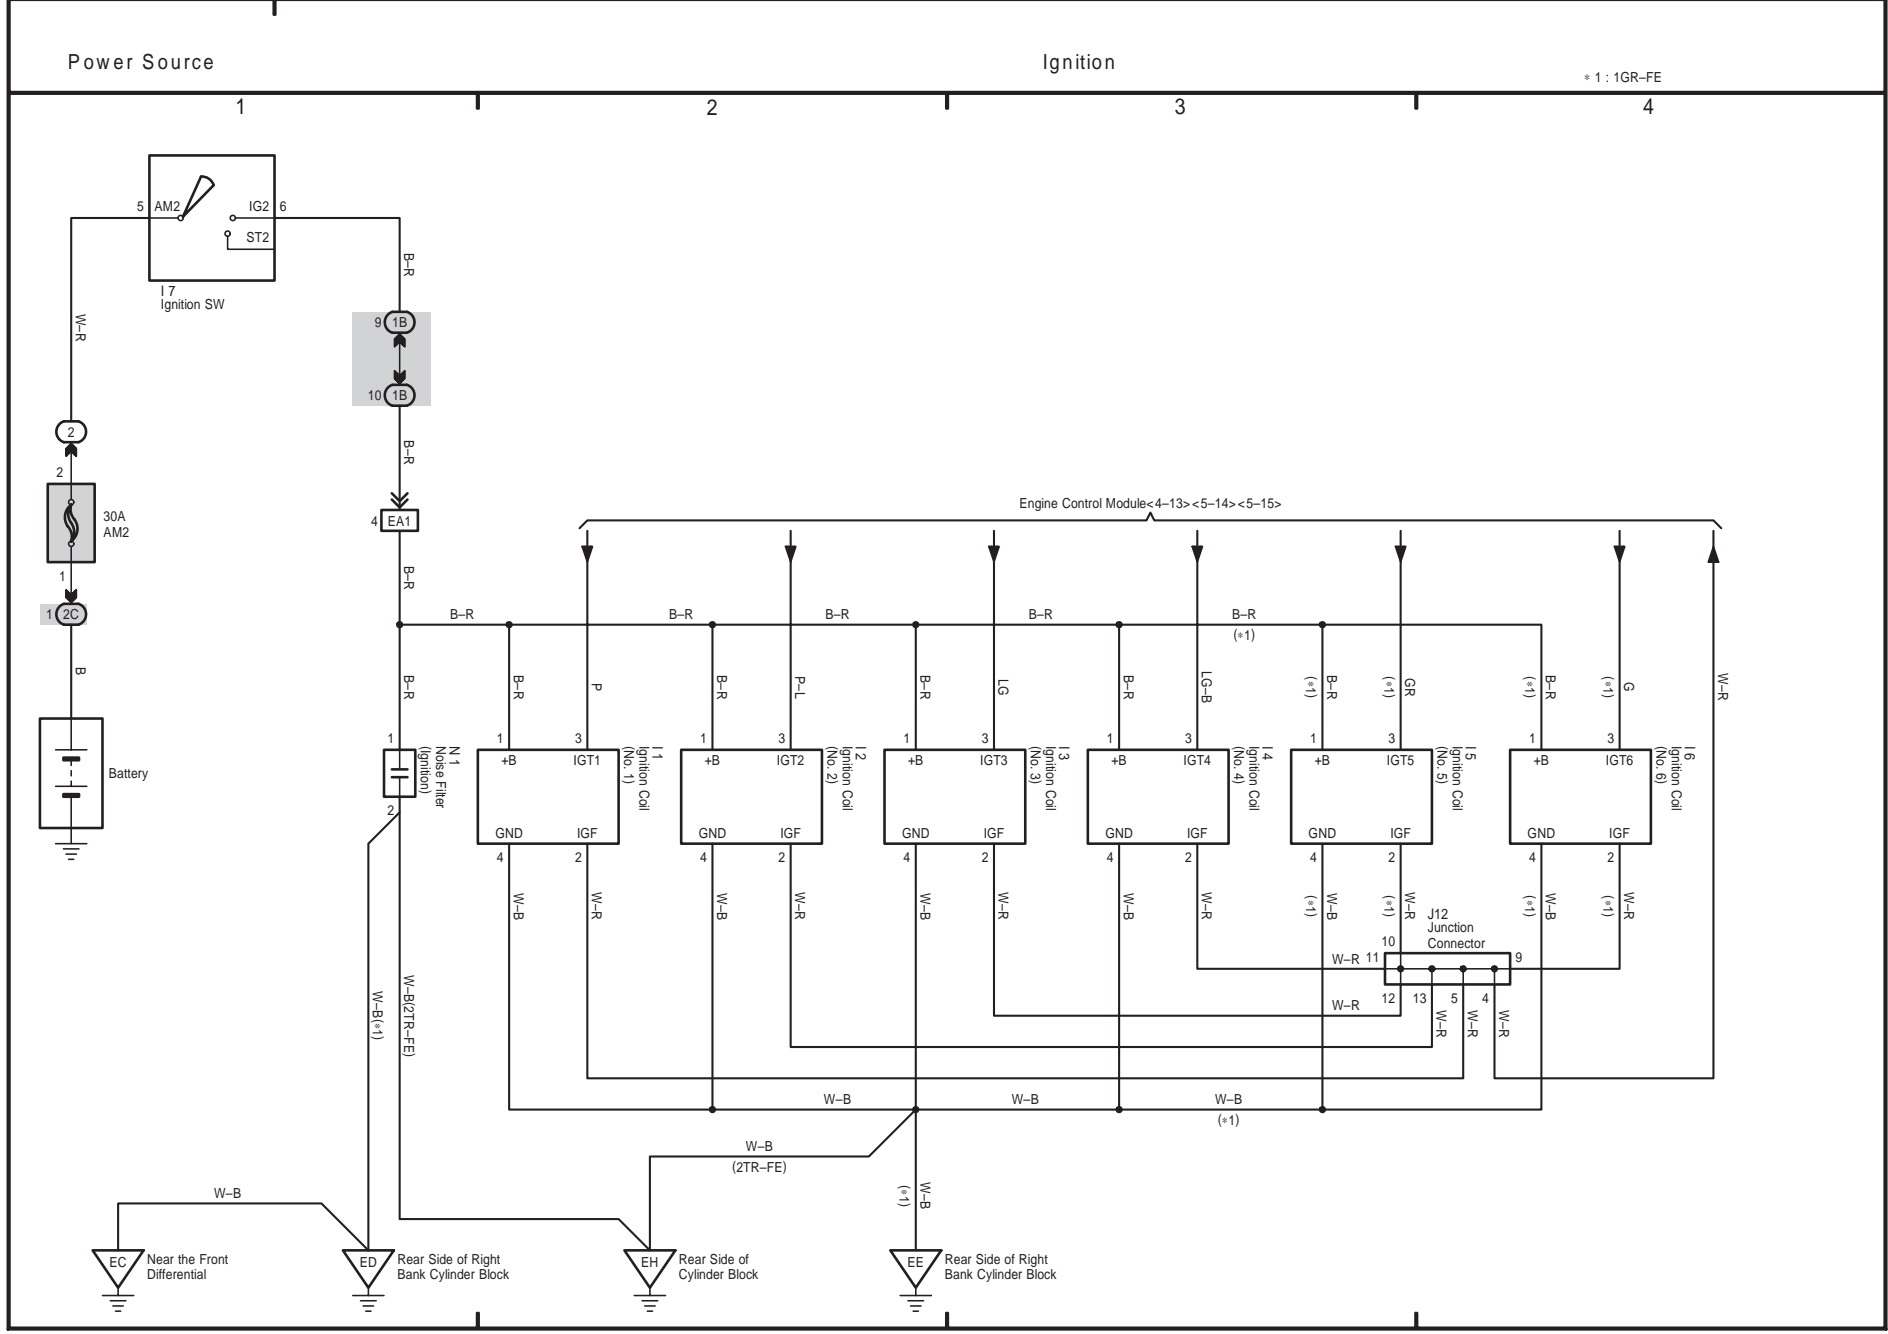 Power Source
Ignition
∗ 1 : 1GR–FE
1
2
3
4
5
AM2
IG2
6
ST2
I 7
Ignition SW
W–R
B–R
9
1B
10
1B
B–R
4
EA1
B–R
2
2
30A
AM2
1
1
2C
B
Battery
Engine Control Module<4–13><5–14><5–15>
B–R
B–R
B–R
B–R
B–R
(∗1)
B–R
B–R
P
B–R
P–L
B–R
LG
B–R
LG–B
(∗1)
B–R
(∗1)
GR
(∗1)
B–R
(∗1)
G
W–R
1
2
N 1
Noise Filter
(Ignition)
1
3
+B
IGT1
GND
IGF
4
2
I 1
Ignition Coil
(No. 1)
1
3
+B
IGT2
GND
IGF
4
2
I 2
Ignition Coil
(No. 2)
1
3
+B
IGT3
GND
IGF
4
2
I 3
Ignition Coil
(No. 3)
1
3
+B
IGT4
GND
IGF
4
2
I 4
Ignition Coil
(No. 4)
1
3
+B
IGT5
GND
IGF
4
2
I 5
Ignition Coil
(No. 5)
1
3
+B
IGT6
GND
IGF
4
2
I 6
Ignition Coil
(No. 6)
W–B
W–R
W–B
W–R
W–B
W–R
W–B
W–R
(∗1)
W–B
(∗1)
W–R
(∗1)
W–B
(∗1)
W–R
J12
Junction
Connector
10
W–R
11
9
12
13
5
4
W–R
W–R
W–R
W–R
W–B(∗1)
W–B(2TR–FE)
W–B
W–B
W–B
(∗1)
W–B
(2TR–FE)
(∗1)
W–B
W–B
EC
Near the Front
Differential
ED
Rear Side of Right
Bank Cylinder Block
EH
Rear Side of
Cylinder Block
EE
Rear Side of Right
Bank Cylinder Block